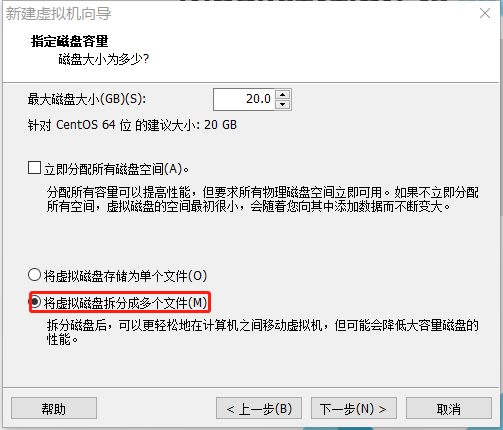 新建虚拟机向导
指定磁盘容量
磁盘大小为多少?
最大磁盘大小(GB)(S):
20.0
针对 CentOS 64 位 的建议大小: 20 GB
立即分配所有磁盘空间(A)。
分配所有容量可以提高性能，但要求所有物理磁盘空间立即可用。如果不立即分配
所有空间，虚拟磁盘的空间最初很小，会随着您向其中添加数据而不断变大。
将虚拟磁盘存储为单个文件(O)
将虚拟磁盘拆分成多个文件(M)
拆分磁盘后，可以更轻松地在计算机之间移动虚拟机，但可能会降低大容量磁盘的
性能。
帮助
< 上一步(B)
下一步(N) >
取消